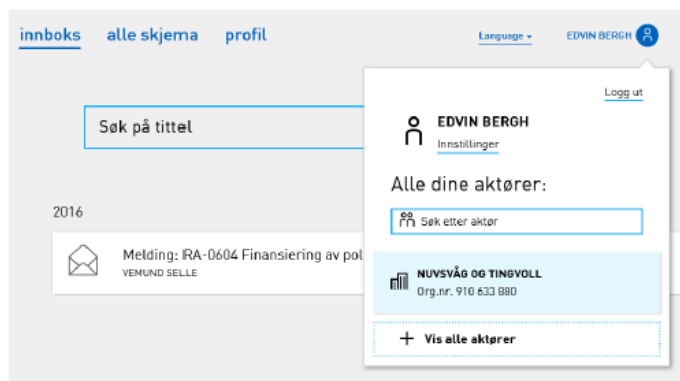 innboks alle skjema profil Language EDVIN BERGH
Logg ut
EDVIN BERGH
Innstillinger
Søk på tittel
Alle dine aktører:
2016
Søk etter aktør
Melding: IRA-0604 Finansiering av pol
VEMUND SELLE
NUVSVÅG OG TINGVOLL
Org.nr. 910 633 880
+ Vis alle aktører